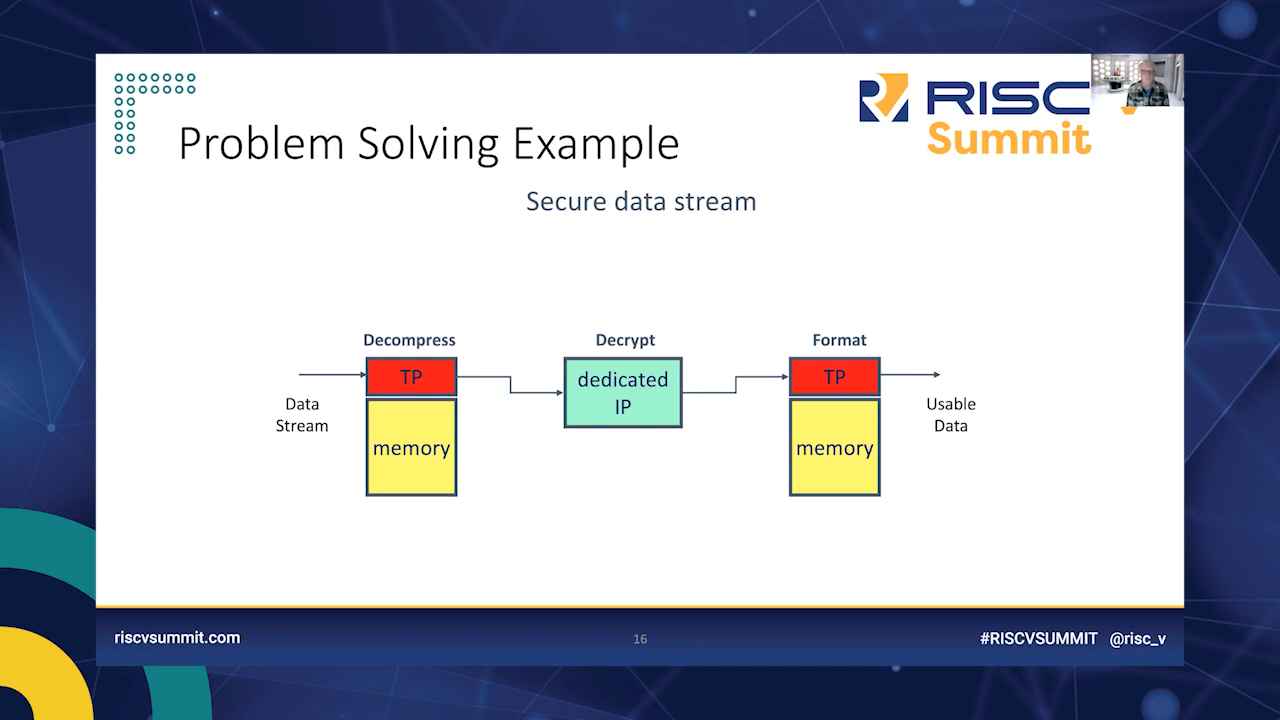 RISC
Summit
Problem Solving Example
Secure data stream
Decompress
Decrypt
Format
TP
dedicated
IP
TP
Data
Stream
Usable
Data
memory
memory
riscvsummit.com
16
#RISCVSUMMIT @risc_v